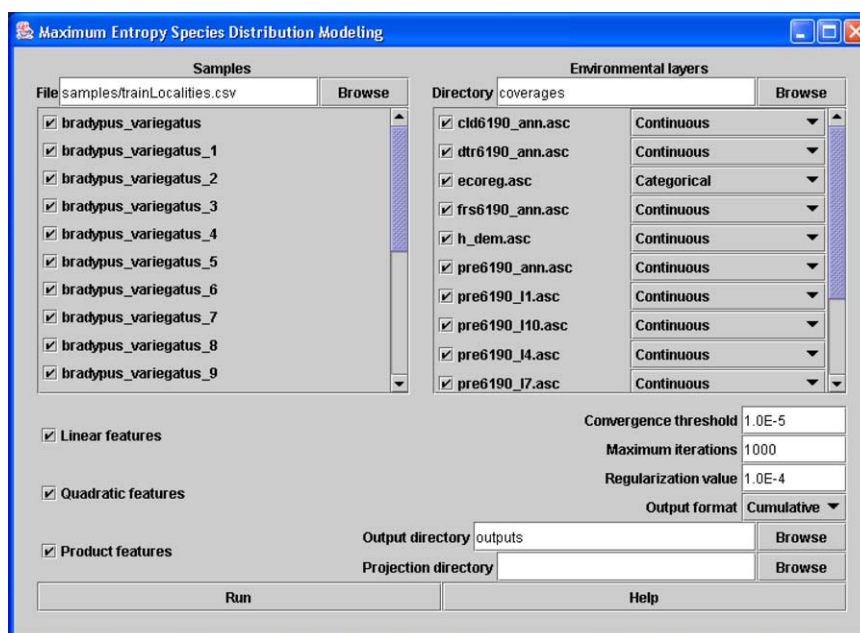 Maximum Entropy Species Distribution Modeling
Samples
File samples/trainLocalities.csv Browse
bradypus_variegatus
bradypus_variegatus_1
bradypus_variegatus_2
bradypus_variegatus_3
bradypus_variegatus_4
bradypus_variegatus_5
bradypus_variegatus_6
bradypus_variegatus_7
bradypus_variegatus_8
bradypus_variegatus_9
Environmental layers
Directory coverages Browse
cld6190_ann.asc Continuous
dtr6190_ann.asc Continuous
ecoreg.asc Categorical
frs6190_ann.asc Continuous
h_dem.asc Continuous
pre6190_ann.asc Continuous
pre6190_l1.asc Continuous
pre6190_l10.asc Continuous
pre6190_l4.asc Continuous
pre6190_l7.asc Continuous
Linear features
Quadratic features
Product features
Convergence threshold 1.0E-5
Maximum iterations 1000
Regularization value 1.0E-4
Output format Cumulative
Output directory outputs Browse
Projection directory Browse
Run Help